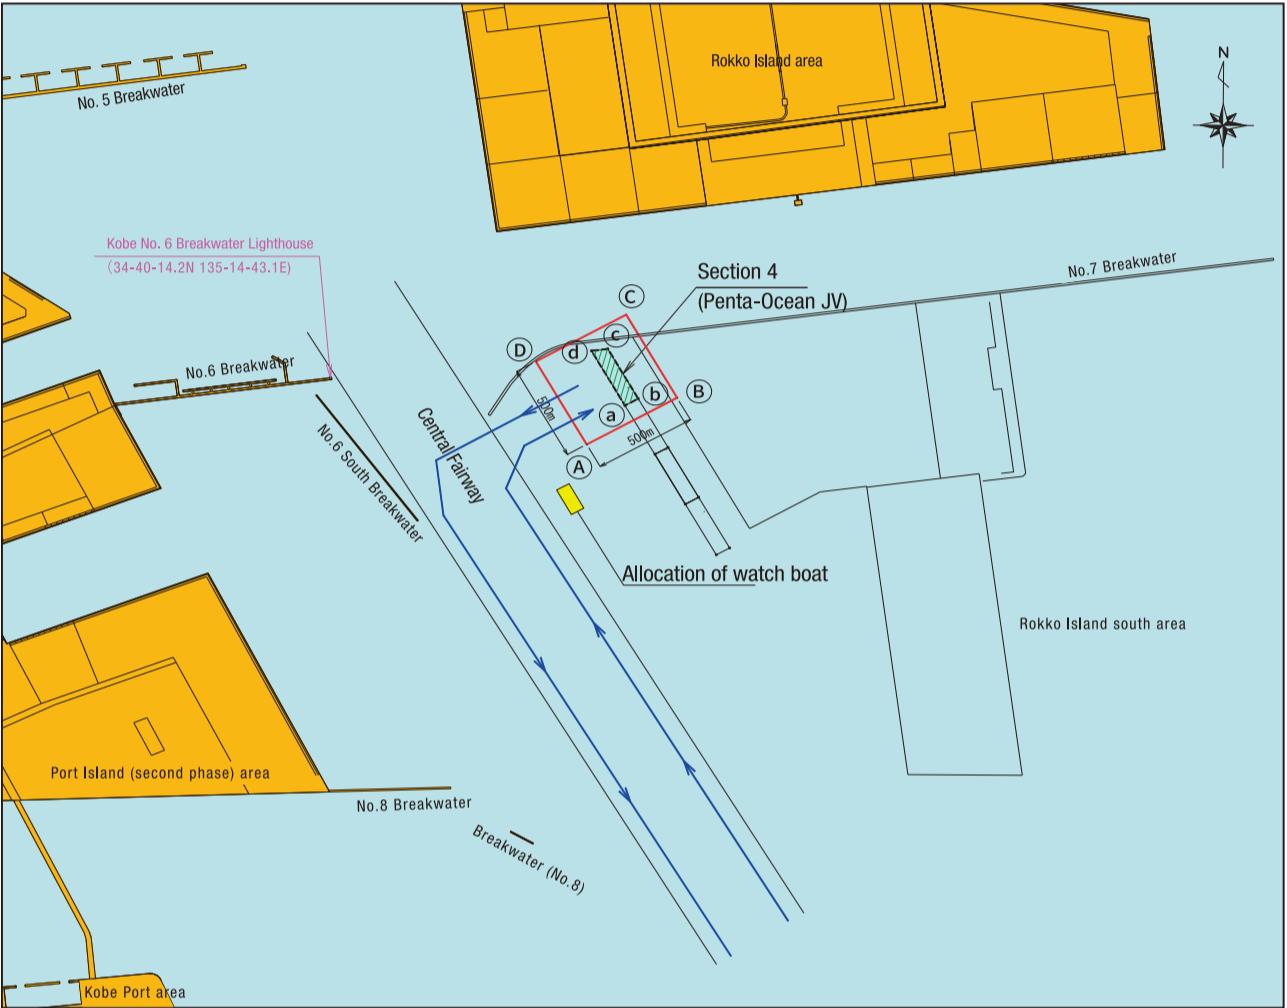 Rokko Island area
N
No. 5 Breakwater
Kobe No. 6 Breakwater Lighthouse
(34-40-14.2N 135-14-43.1E)
Section 4
(Penta-Ocean JV)
No.7 Breakwater
C
D
d
c
No.6 Breakwater
b
B
a
500m
500m
A
Central Fairway
No.6 South Breakwater
Allocation of watch boat
Rokko Island south area
Port Island (second phase) area
No.8 Breakwater
Breakwater (No.8)
Kobe Port area